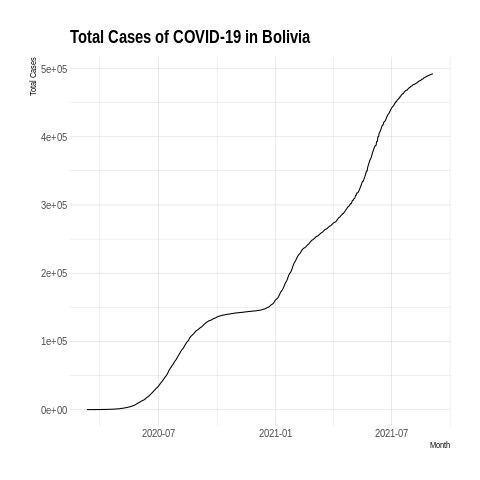 Total Cases of COVID-19 in Bolivia
Total Cases
5e+05
4e+05
3e+05
2e+05
1e+05
0e+00
2020-07 2021-01 2021-07
Month